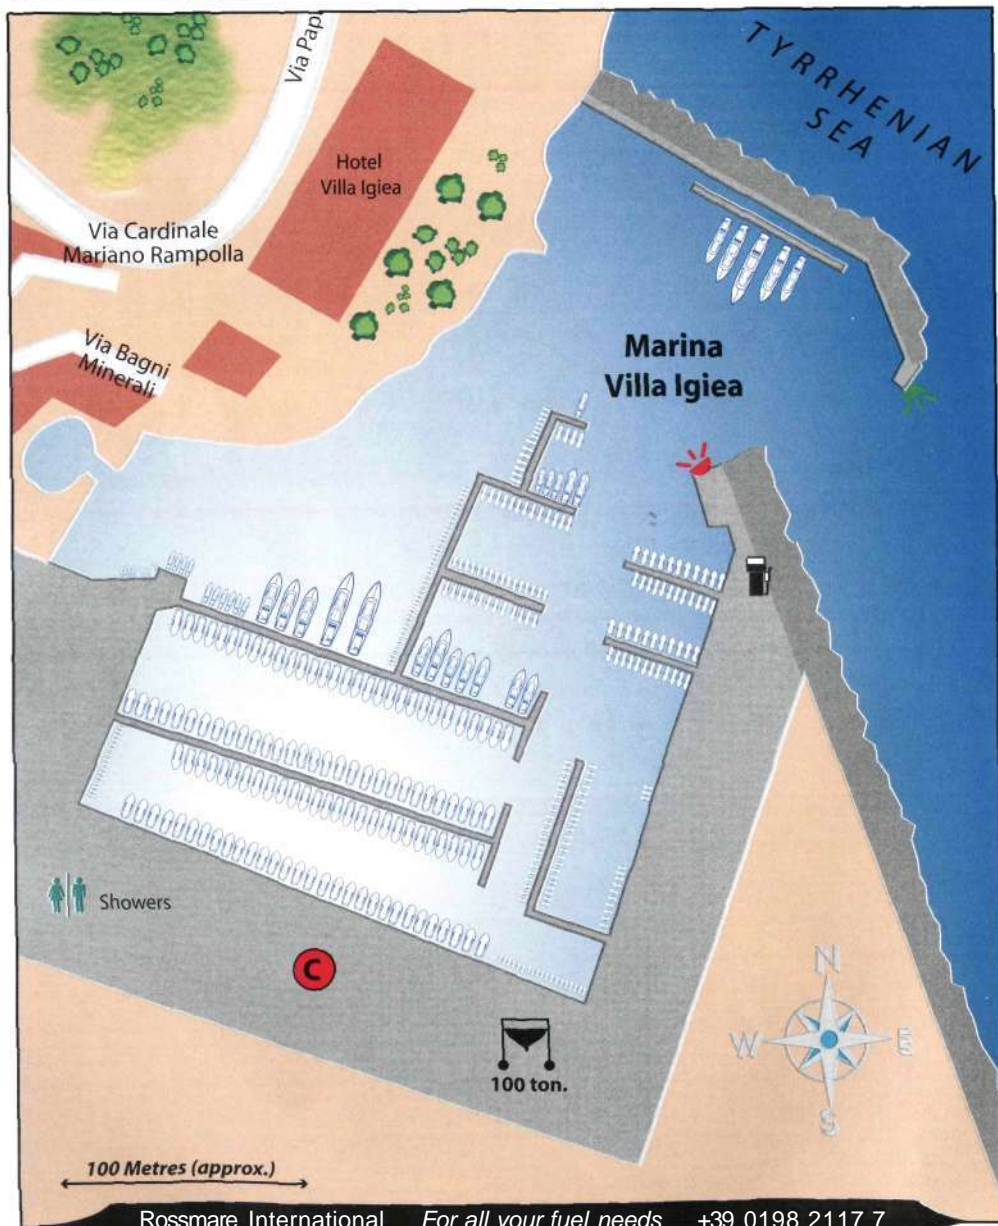 TYRRHENIAN
SEA
Via Pap
Hotel
Villa Igiea
Via Cardinale
Mariano Rampolla
Via Bagni
Minerali
Marina
Villa Igiea
Showers
C
100 ton.
N
W E
S
100 Metres (approx.)
Rossmare International For all your fuel needs +39 0198 2117 7